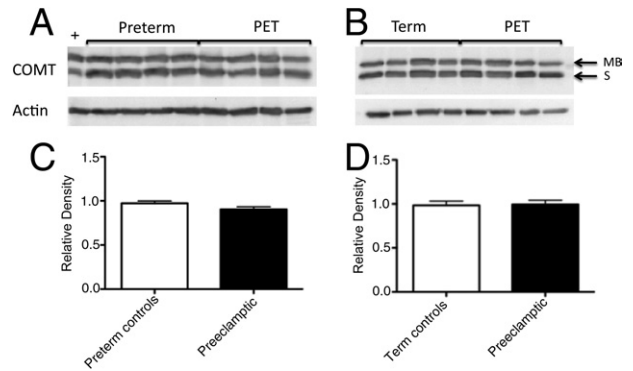 A
+
Preterm
PET
COMT
Actin
B
Term
PET
MB
S
C
Relative Density
1.5
1.0
0.5
0.0
Preterm controls
Preeclamptic
D
Relative Density
1.5
1.0
0.5
0.0
Term controls
Preeclamptic